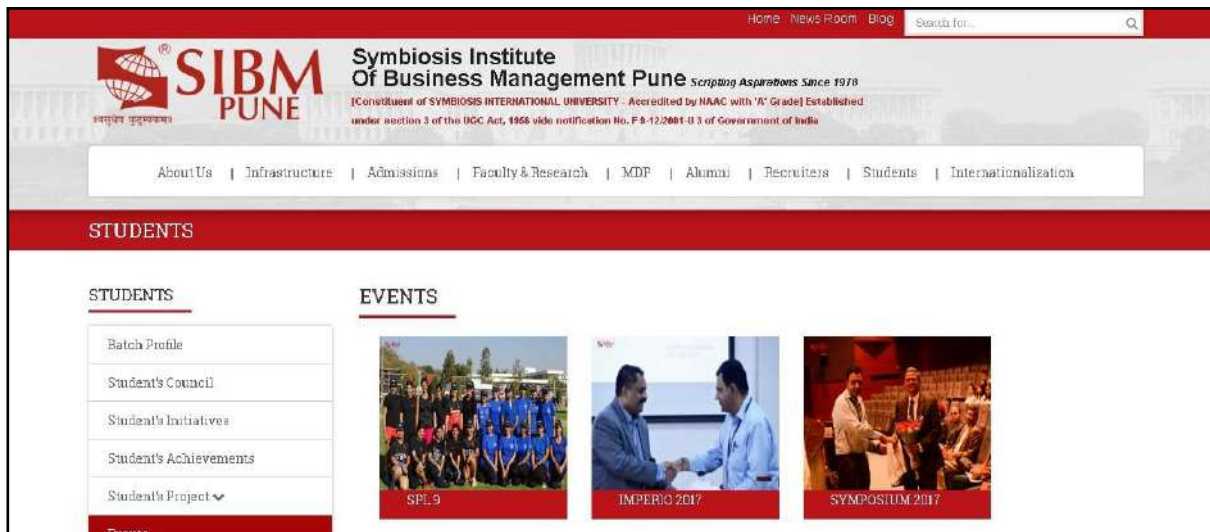 Home News Room Blog Search for...
SIBM
PUNE
Symbiosis Institute
Of Business Management Pune Scripting Aspirations Since 1978
[Constituent of SYMBIOSIS INTERNATIONAL UNIVERSITY - Accredited by NAAC with 'A' Grade] Established
under section 3 of the UGC Act, 1956 vide notification No. F 9-12/2001-U 3 of Government of India
About Us | Infrastructure | Admissions | Faculty & Research | MDP | Alumni | Recruiters | Students | Internationalization
STUDENTS
STUDENTS
Batch Profile
Student's Council
Student's Initiatives
Student's Achievements
Student's Project
Events
EVENTS
SPL 9
IMPERIO 2017
SYMPOSIUM 2017